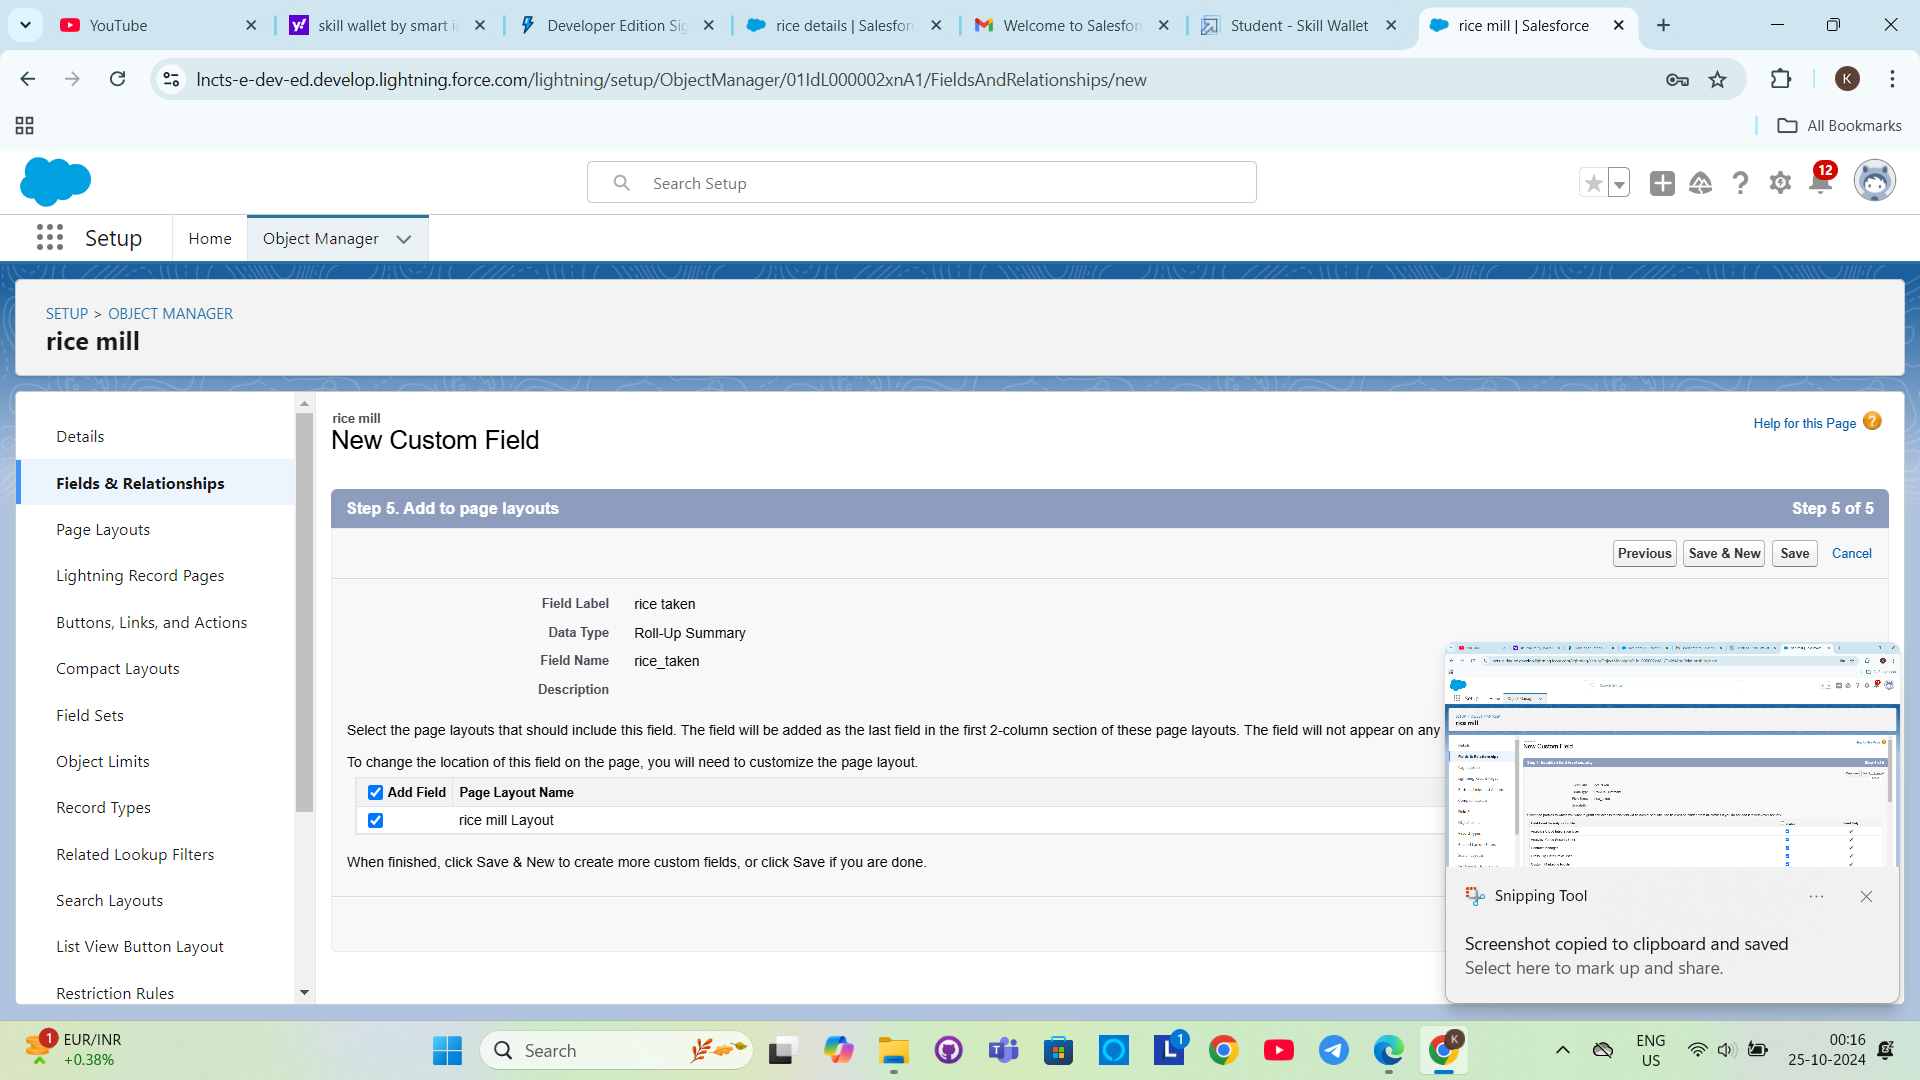 YouTube
skill wallet by smart in
Developer Edition Sig
rice details | Salesforc
Welcome to Salesforc
Student - Skill Wallet
rice mill | Salesforce
lncts-e-dev-ed.develop.lightning.force.com/lightning/setup/ObjectManager/01IdL000002xnA1/FieldsAndRelationships/new
K
All Bookmarks
Search Setup
12
Setup
Home
Object Manager
SETUP > OBJECT MANAGER
rice mill
Details
Fields & Relationships
Page Layouts
Lightning Record Pages
Buttons, Links, and Actions
Compact Layouts
Field Sets
Object Limits
Record Types
Related Lookup Filters
Search Layouts
List View Button Layout
Restriction Rules
rice mill
New Custom Field
Help for this Page
Step 5. Add to page layouts
Step 5 of 5
Previous
Save & New
Save
Cancel
Field Label rice taken
Data Type Roll-Up Summary
Field Name rice_taken
Description
Select the page layouts that should include this field. The field will be added as the last field in the first 2-column section of these page layouts. The field will not appear on any
To change the location of this field on the page, you will need to customize the page layout.
Add Field Page Layout Name
rice mill Layout
When finished, click Save & New to create more custom fields, or click Save if you are done.
Snipping Tool
Screenshot copied to clipboard and saved
Select here to mark up and share.
1
EUR/INR
+0.38%
Search
1
K
ENG
US
00:16
25-10-2024